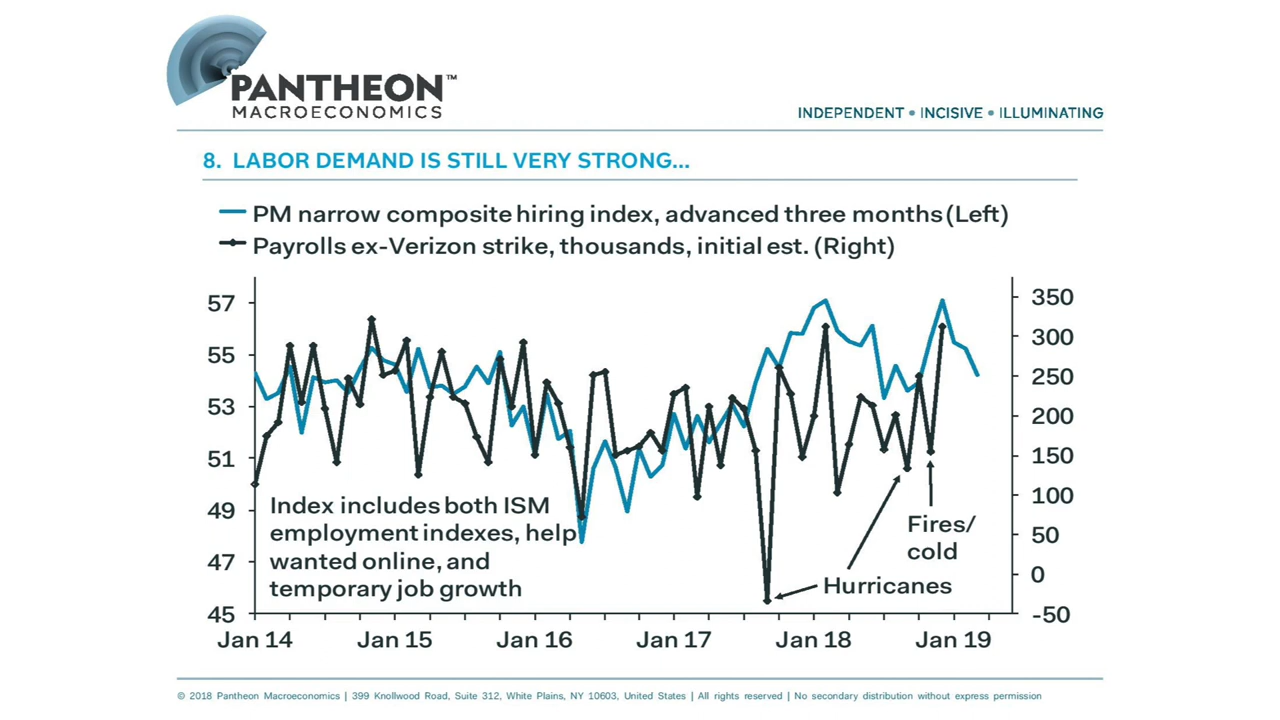 PANTHEON™
MACROECONOMICS
INDEPENDENT • INCISIVE • ILLUMINATING
8. LABOR DEMAND IS STILL VERY STRONG...
PM narrow composite hiring index, advanced three months (Left)
Payrolls ex-Verizon strike, thousands, initial est. (Right)
57
55
53
51
49
47
45
350
300
250
200
150
100
50
0
-50
Index includes both ISM
employment indexes, help
wanted online, and
temporary job growth
Fires/
cold
Hurricanes
Jan 14 Jan 15 Jan 16 Jan 17 Jan 18 Jan 19
© 2018 Pantheon Macroeconomics | 399 Knollwood Road, Suite 312, White Plains, NY 10603, United States | All rights reserved | No secondary distribution without express permission